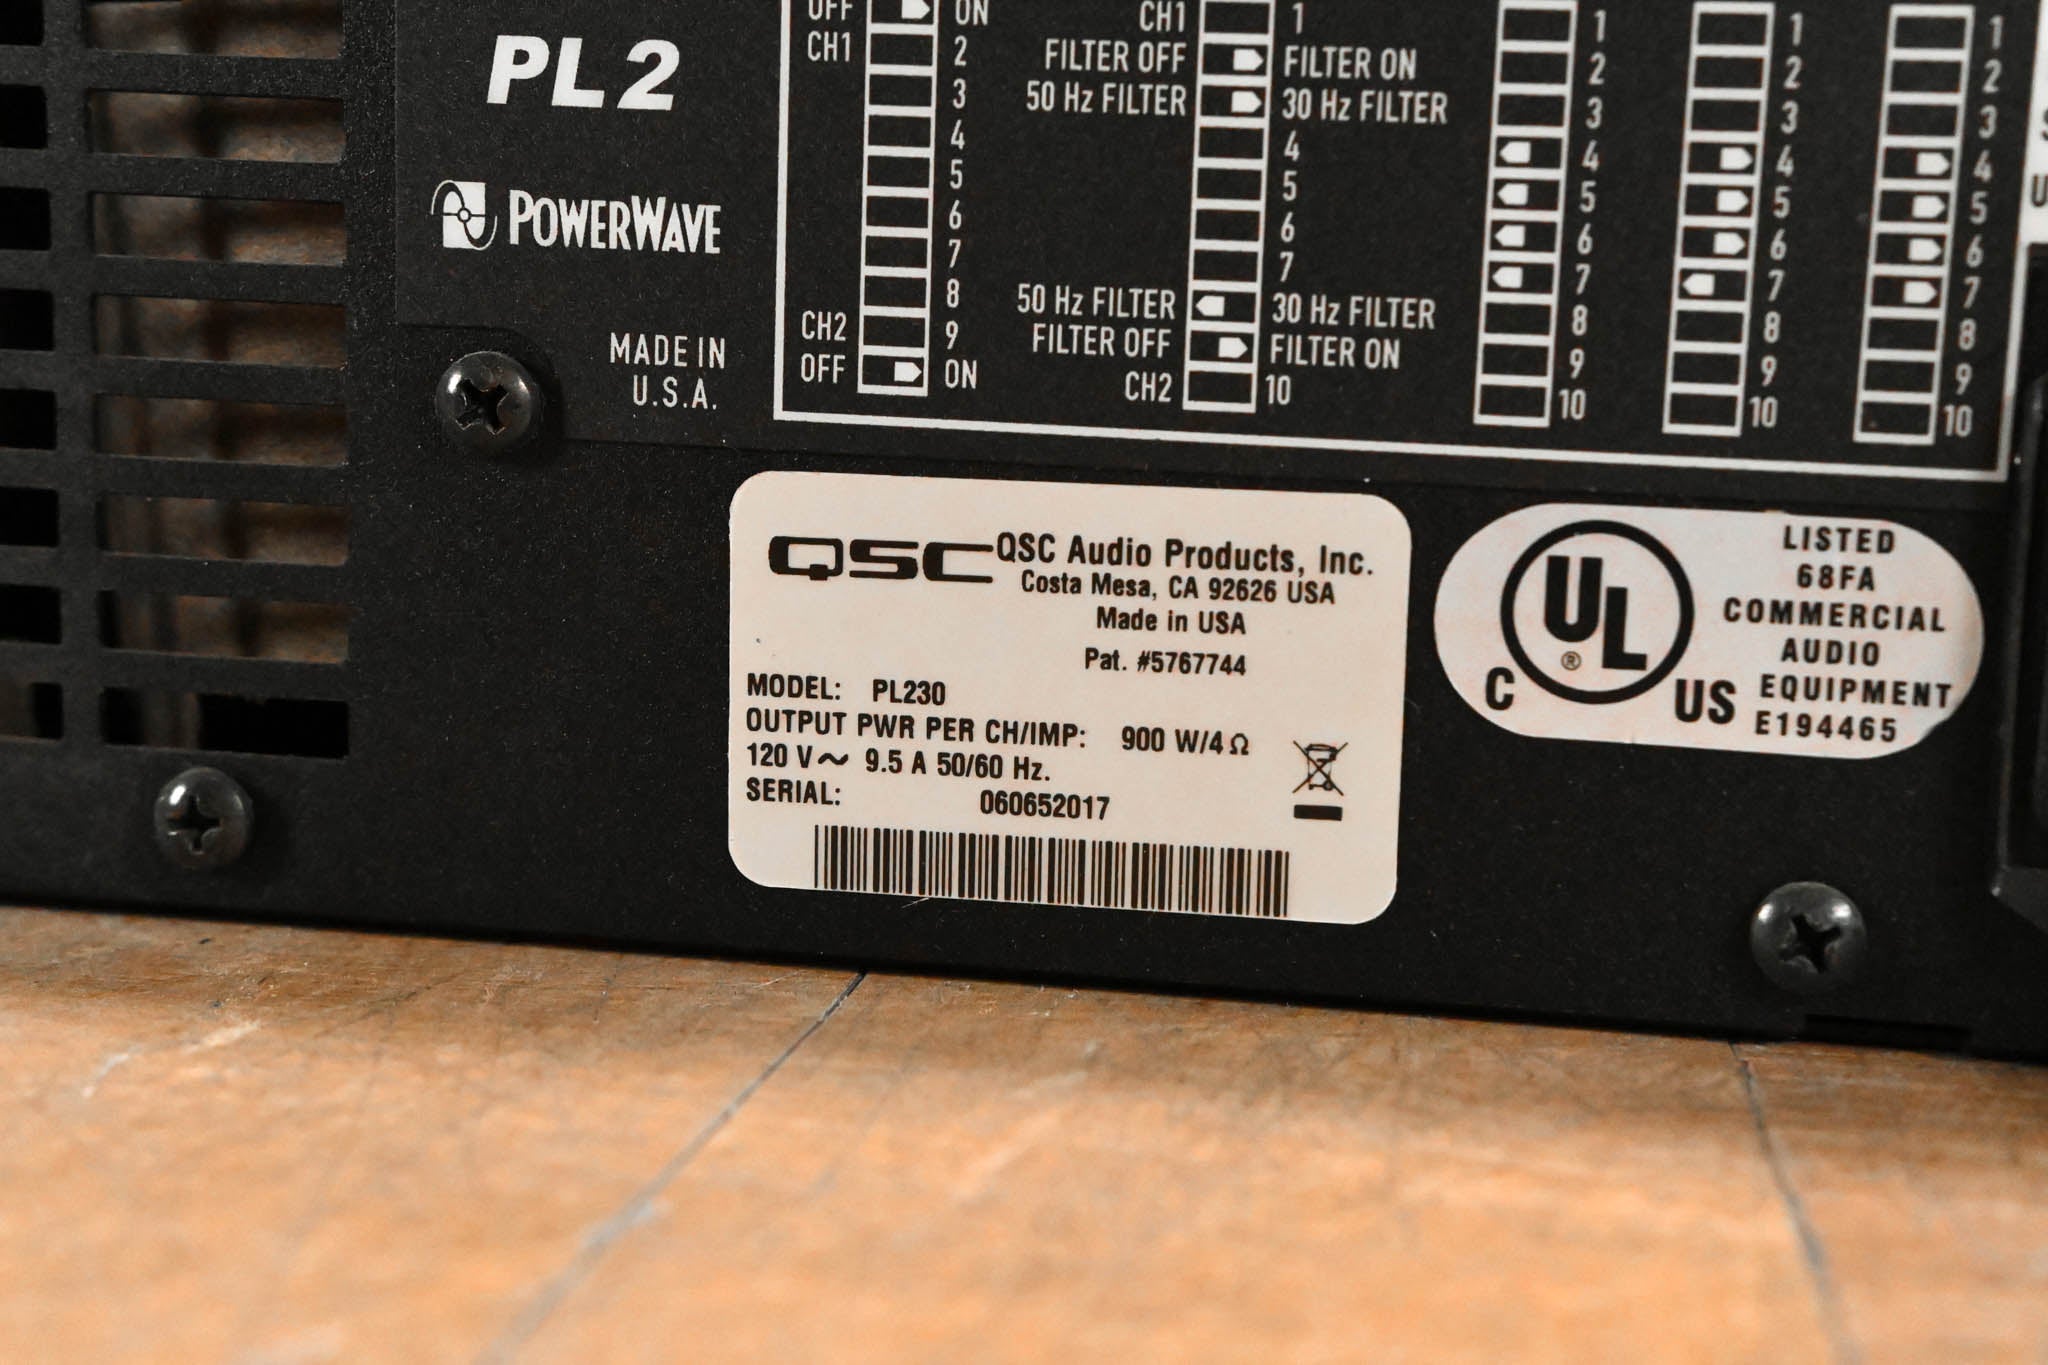 PL2
POWERWAVE
MADE IN
U.S.A.
OFF ON
CH1 2
3
4
5
6
7
8
CH2 9
OFF ON
CH1 1
FILTER OFF FILTER ON
50 Hz FILTER 30 Hz FILTER
4
5
6
7
50 Hz FILTER 30 Hz FILTER
FILTER OFF FILTER ON
CH2 10
1
2
3
4
5
6
7
8
9
10
1
2
3
4
5
6
7
8
9
10
1
2
3
4
5
6
7
8
9
10
QSC QSC Audio Products, Inc.
Costa Mesa, CA 92626 USA
Made in USA
Pat. #5767744
MODEL: PL230
OUTPUT PWR PER CH/IMP: 900 W/4 Ω
120 V~ 9.5 A 50/60 Hz.
SERIAL: 060652017
C UL ® US
LISTED
68FA
COMMERCIAL
AUDIO
EQUIPMENT
E194465